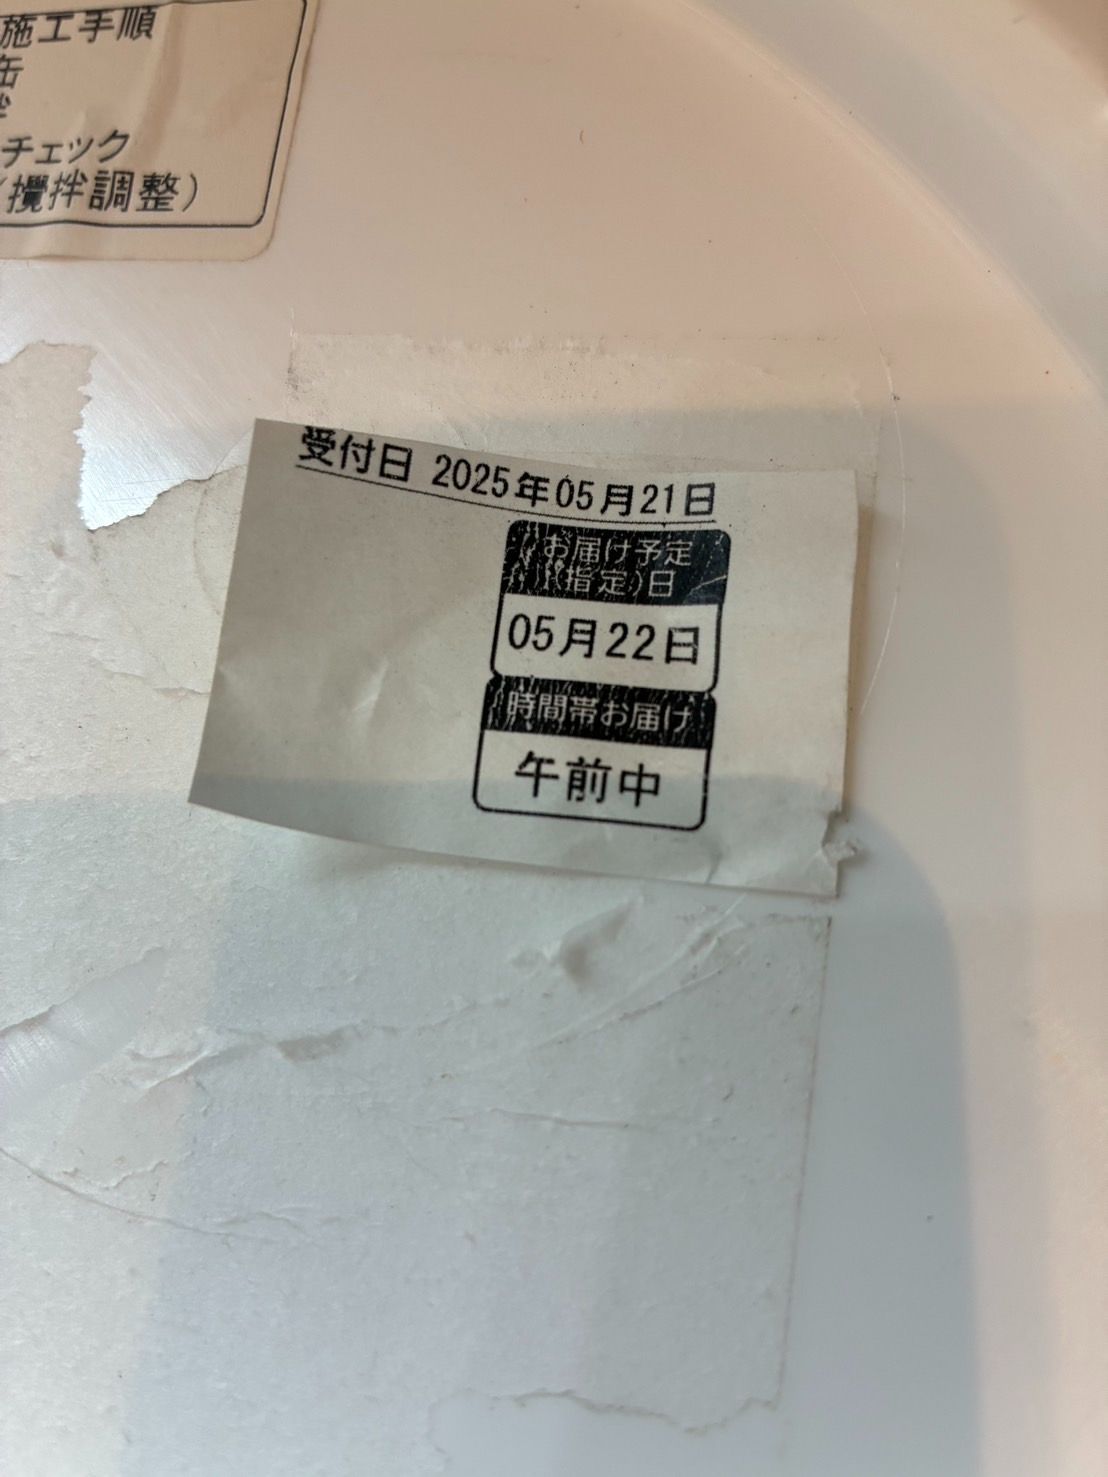 施工手順
缶
チェック
(攪拌調整)
受付日 2025年05月21日
お届け予定
(指定)日
05月22日
時間帯お届け
午前中